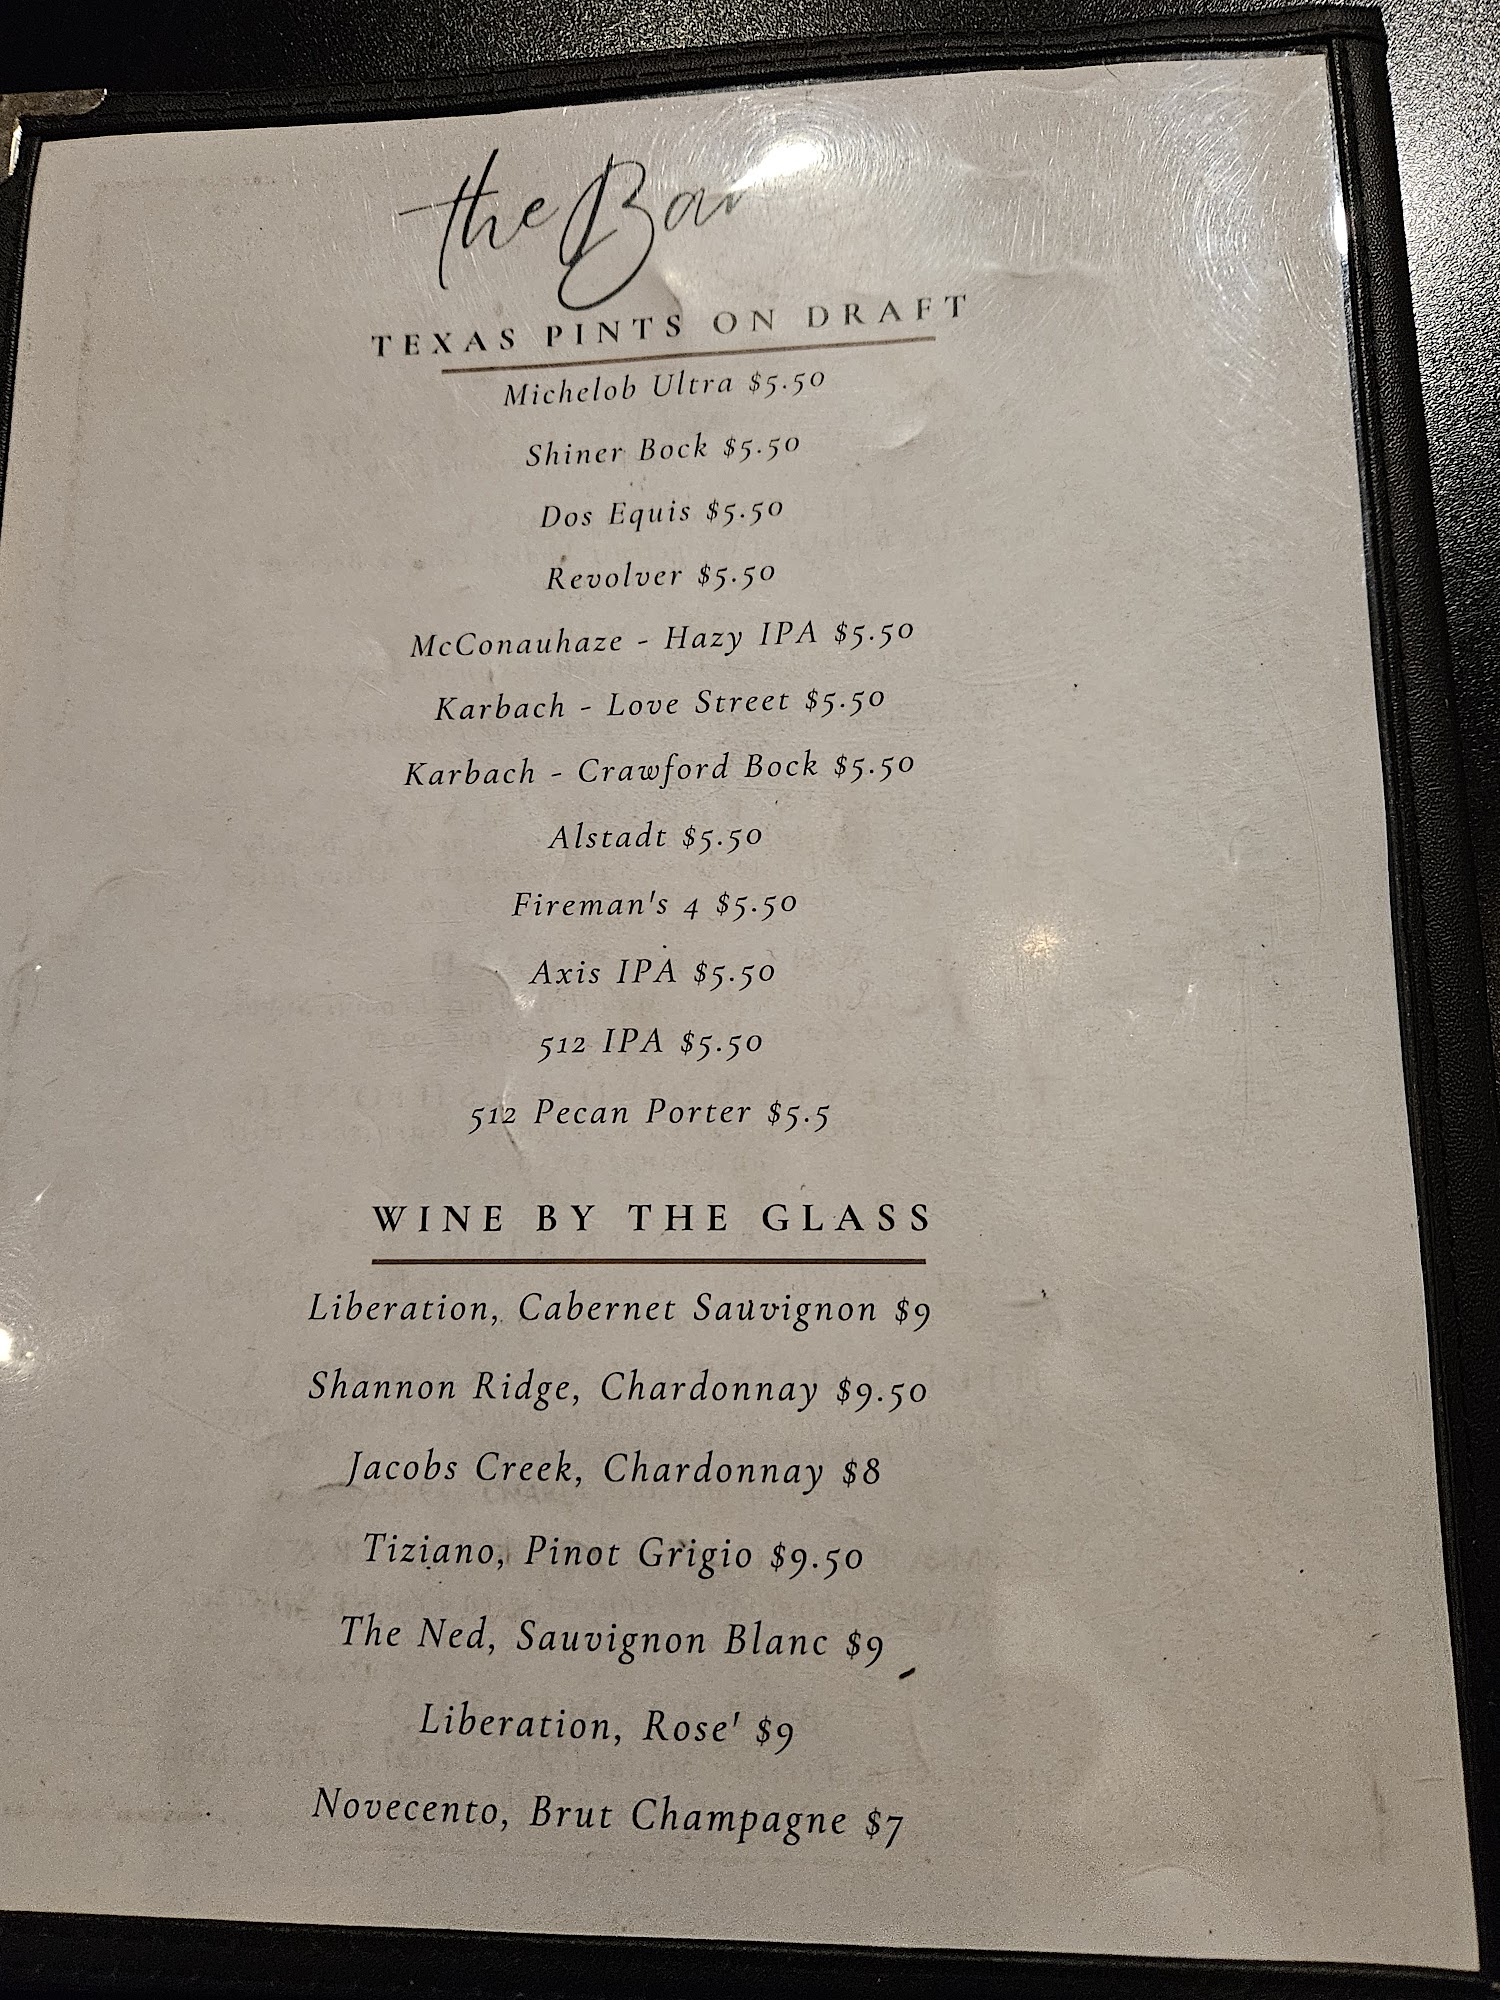 the Bar
TEXAS PINTS ON DRAFT
Michelob Ultra $5.50
Shiner Bock $5.50
Dos Equis $5.50
Revolver $5.50
McConauhaze - Hazy IPA $5.50
Karbach - Love Street $5.50
Karbach - Crawford Bock $5.50
Alstadt $5.50
Fireman's 4 $5.50
Axis IPA $5.50
512 IPA $5.50
512 Pecan Porter $5.5
WINE BY THE GLASS
Liberation, Cabernet Sauvignon $9
Shannon Ridge, Chardonnay $9.50
Jacobs Creek, Chardonnay $8
Tiziano, Pinot Grigio $9.50
The Ned, Sauvignon Blanc $9
Liberation, Rose' $9
Novecento, Brut Champagne $7